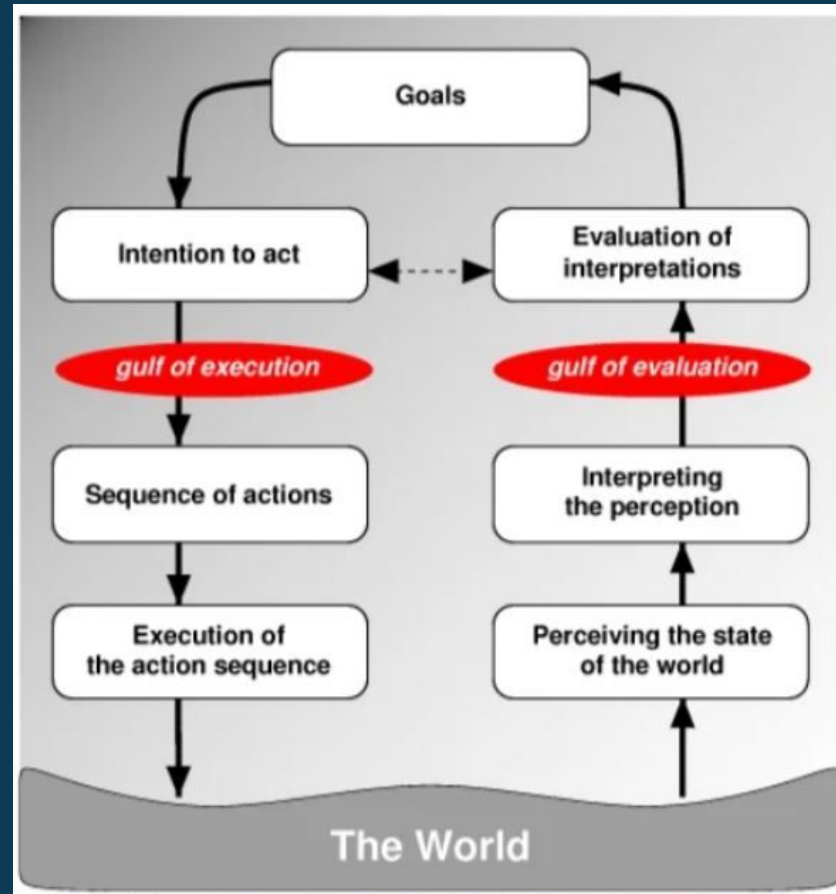 Goals
Intention to act
Evaluation of
interpretations
gulf of execution
gulf of evaluation
Sequence of actions
Interpreting
the perception
Execution of
the action sequence
Perceiving the state
of the world
The World